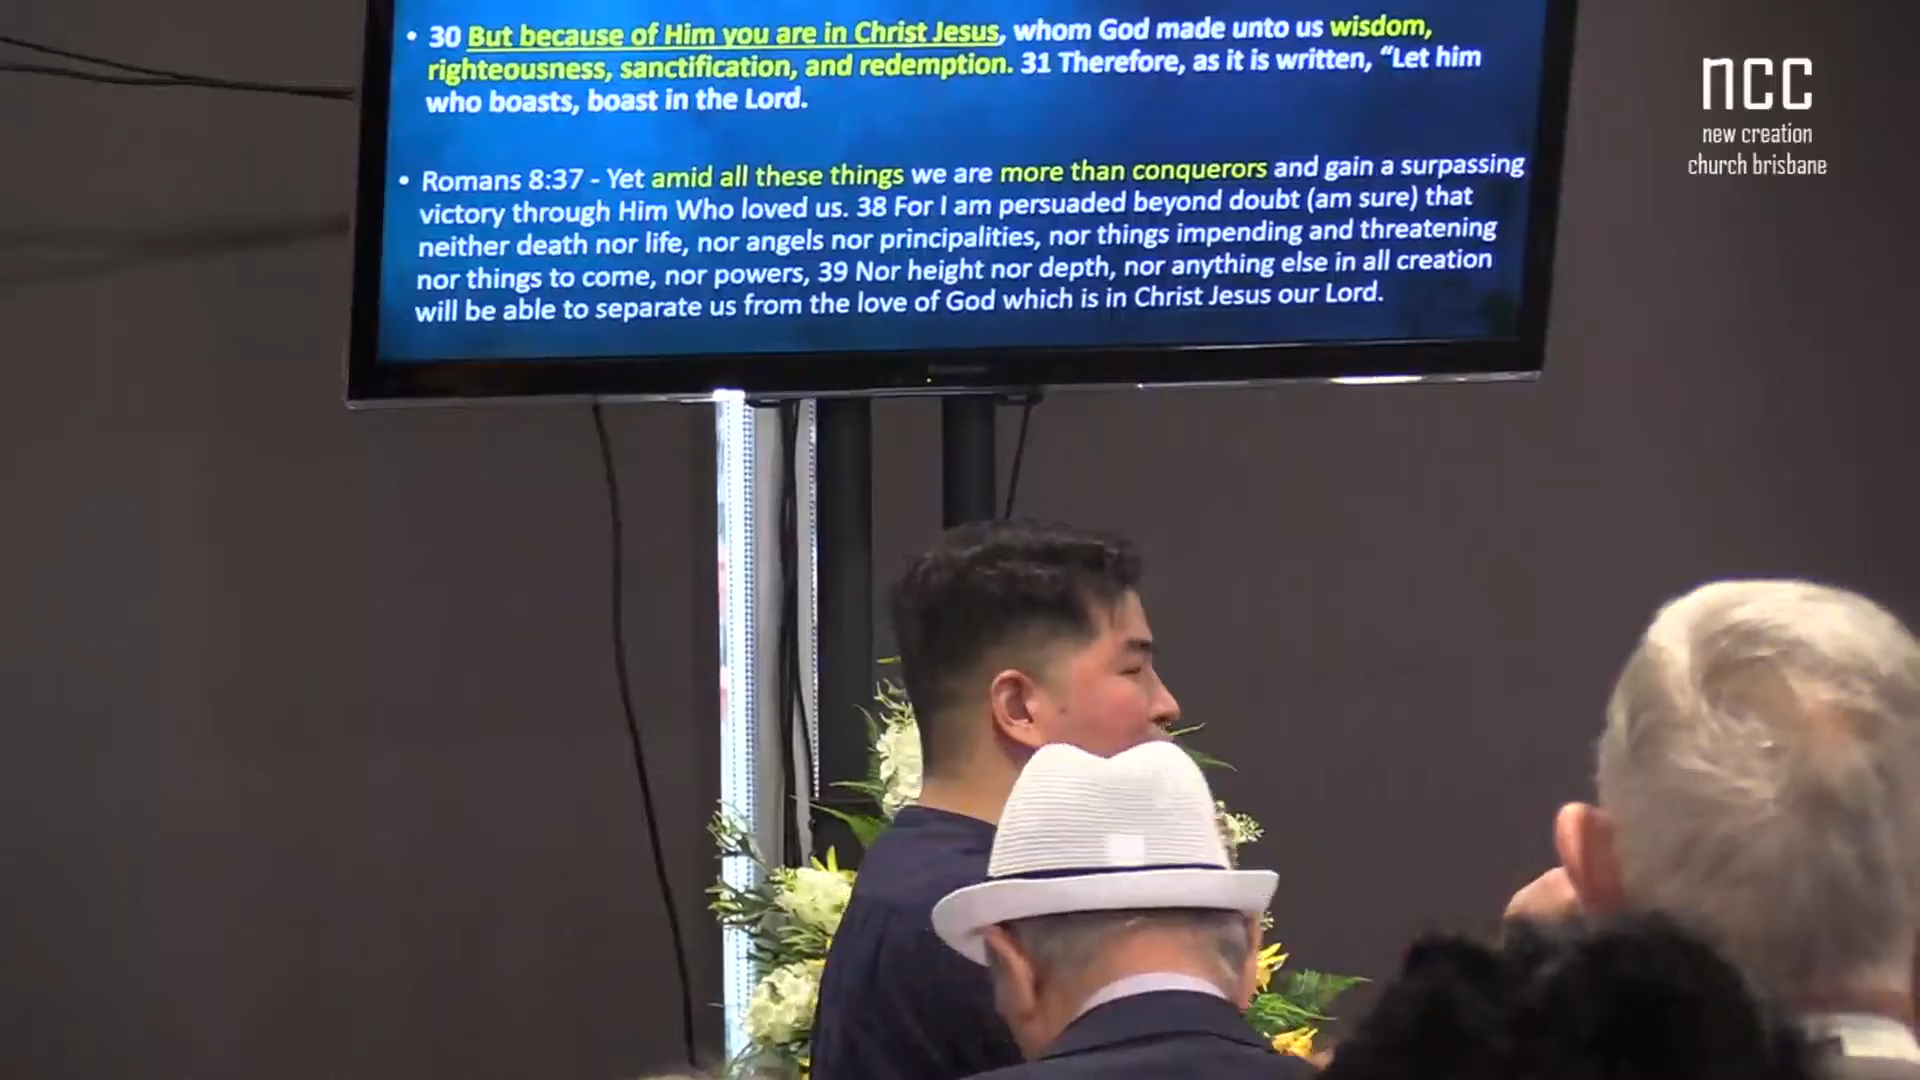 • 30 But because of Him you are in Christ Jesus, whom God made unto us wisdom,
righteousness, sanctification, and redemption. 31 Therefore, as it is written, “Let him
who boasts, boast in the Lord.
• Romans 8:37 - Yet amid all these things we are more than conquerors and gain a surpassing
victory through Him Who loved us. 38 For I am persuaded beyond doubt (am sure) that
neither death nor life, nor angels nor principalities, nor things impending and threatening
nor things to come, nor powers, 39 Nor height nor depth, nor anything else in all creation
will be able to separate us from the love of God which is in Christ Jesus our Lord.
ncc
new creation
church brisbane